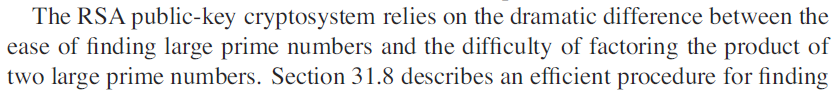 The RSA public-key cryptosystem relies on the dramatic difference between the
ease of finding large prime numbers and the difficulty of factoring the product of
two large prime numbers. Section 31.8 describes an efficient procedure for finding